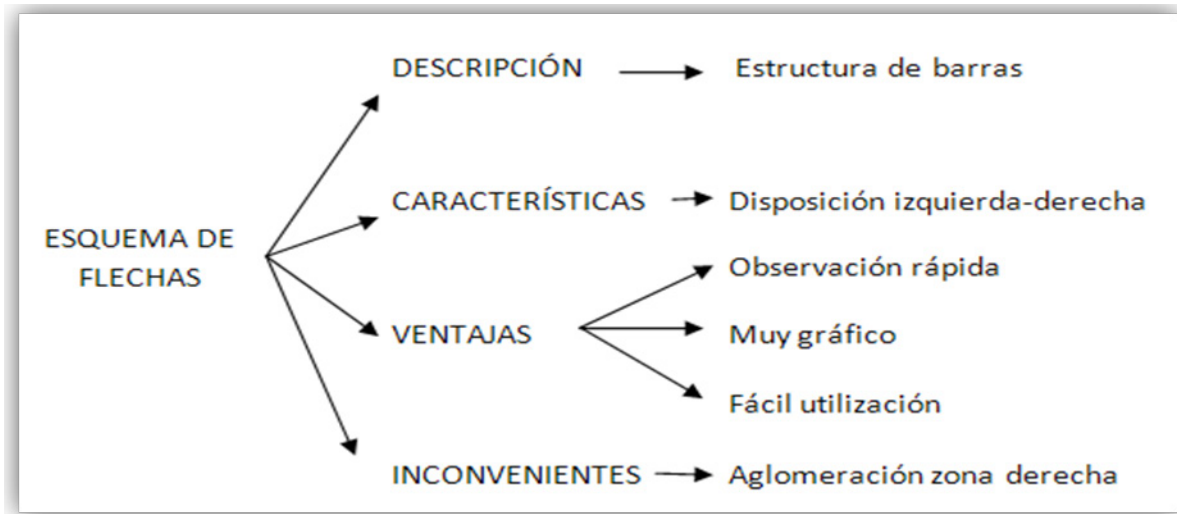 DESCRIPCIÓN
Estructura de barras
CARACTERÍSTICAS
Disposición izquierda-derecha
ESQUEMA DE
FLECHAS
Observación rápida
VENTAJAS
Muy gráfico
Fácil utilización
INCONVENIENTES
Aglomeración zona derecha